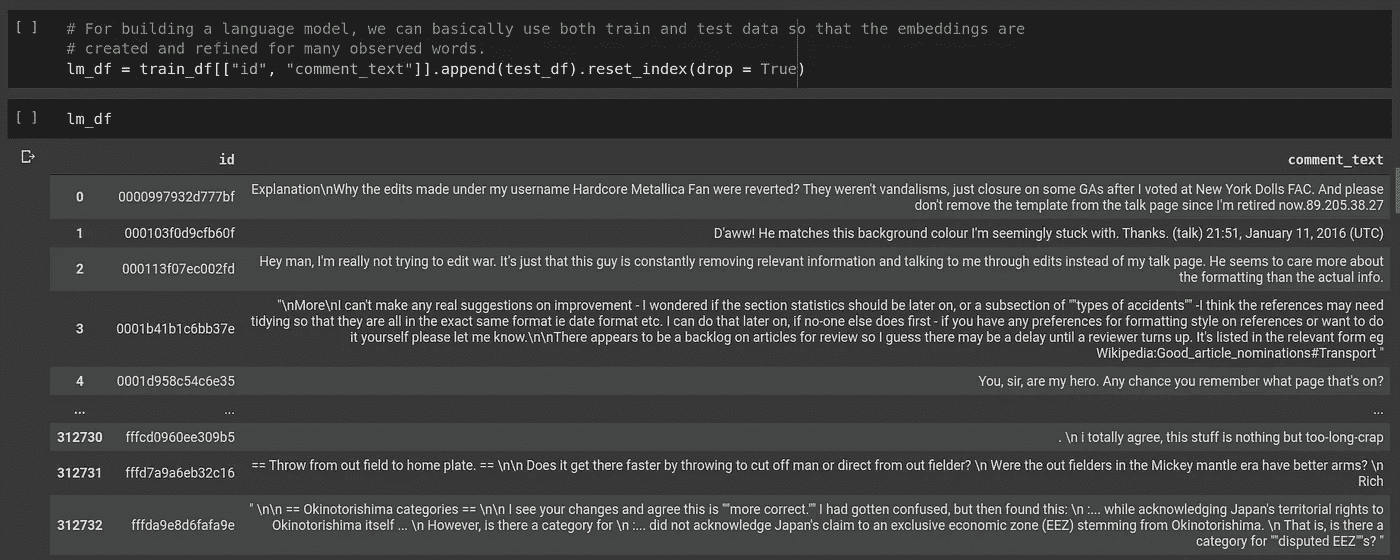 [ ] # For building a language model, we can basically use both train and test data so that the embeddings are
# created and refined for many observed words.
lm_df = train_df[["id", "comment_text"]].append(test_df).reset_index(drop = True)
[ ] lm_df
id comment_text
0 0000997932d777bf Explanation\nWhy the edits made under my username Hardcore Metallica Fan were reverted? They weren't vandalisms, just closure on some GAs after I voted at New York Dolls FAC. And please
don't remove the template from the talk page since I'm retired now.89.205.38.27
1 000103f0d9cfb60f D'aww! He matches this background colour I'm seemingly stuck with. Thanks. (talk) 21:51, January 11, 2016 (UTC)
2 000113f07ec002fd Hey man, I'm really not trying to edit war. It's just that this guy is constantly removing relevant information and talking to me through edits instead of my talk page. He seems to care more about
the formatting than the actual info.
3 0001b41b1c6bb37e "\nMore\nI can't make any real suggestions on improvement - I wondered if the section statistics should be later on, or a subsection of ""types of accidents"" -I think the references may need
tidying so that they are all in the exact same format ie date format etc. I can do that later on, if no-one else does first - if you have any preferences for formatting style on references or want to do
it yourself please let me know.\n\nThere appears to be a backlog on articles for review so I guess there may be a delay until a reviewer turns up. It's listed in the relevant form eg
Wikipedia:Good_article_nominations#Transport "
4 0001d958c54c6e35 You, sir, are my hero. Any chance you remember what page that's on?
... ... ...
312730 fffcd0960ee309b5 . \n i totally agree, this stuff is nothing but too-long-crap
312731 fffd7a9a6eb32c16 == Throw from out field to home plate. == \n\n Does it get there faster by throwing to cut off man or direct from out fielder? \n Were the out fielders in the Mickey mantle era have better arms? \n
Rich
312732 fffda9e8d6fafa9e " \n\n == Okinotorishima categories == \n\n I see your changes and agree this is ""more correct."" I had gotten confused, but then found this: \n :... while acknowledging Japan's territorial rights to
Okinotorishima itself ... \n However, is there a category for \n :... did not acknowledge Japan's claim to an exclusive economic zone (EEZ) stemming from Okinotorishima. \n That is, is there a
category for ""disputed EEZ""s? "